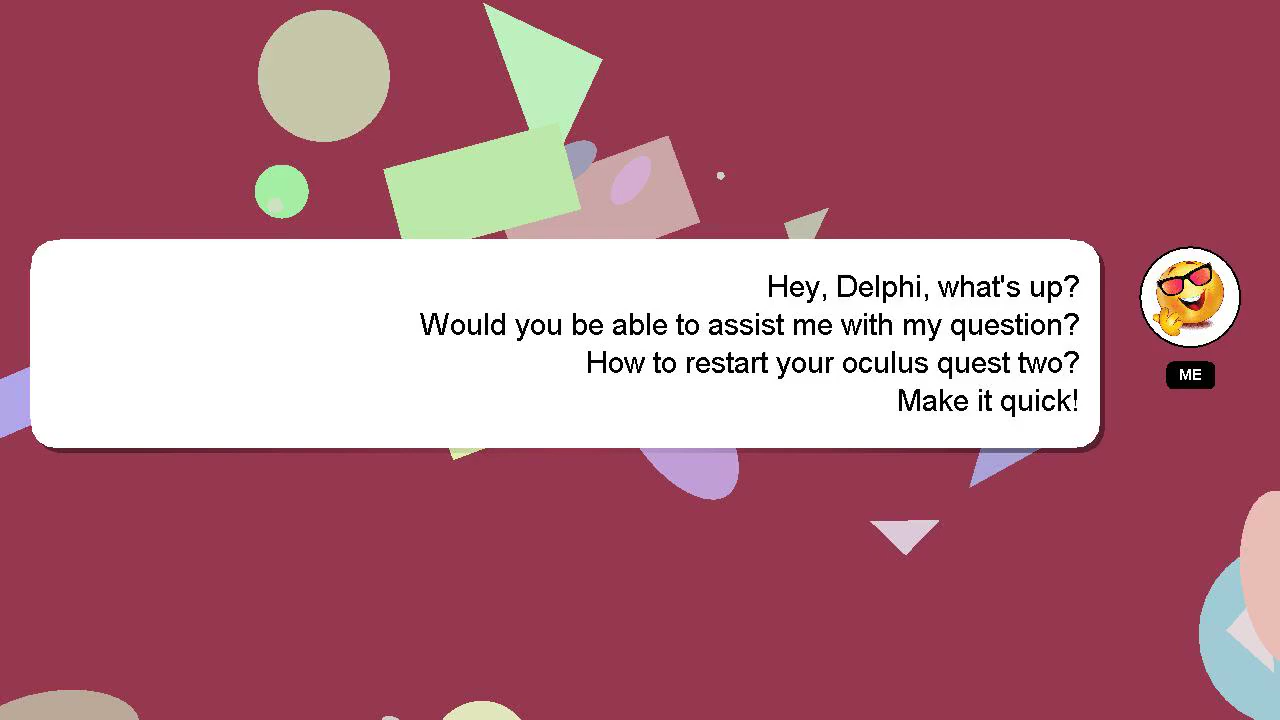 Hey, Delphi, what's up?
Would you be able to assist me with my question?
How to restart your oculus quest two?
Make it quick!
ME